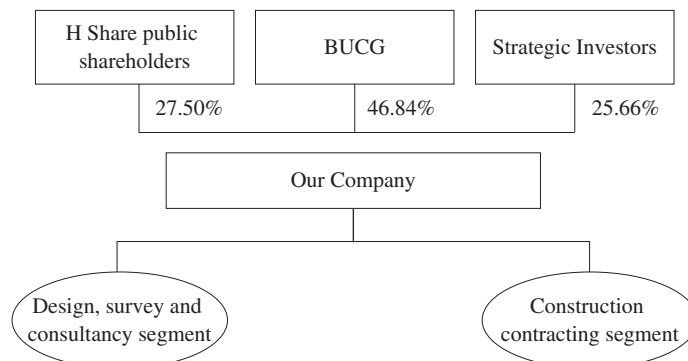 H Share public
shareholders
BUCG
Strategic Investors
27.50%
46.84%
25.66%
Our Company
Design, survey and
consultancy segment
Construction
contracting segment